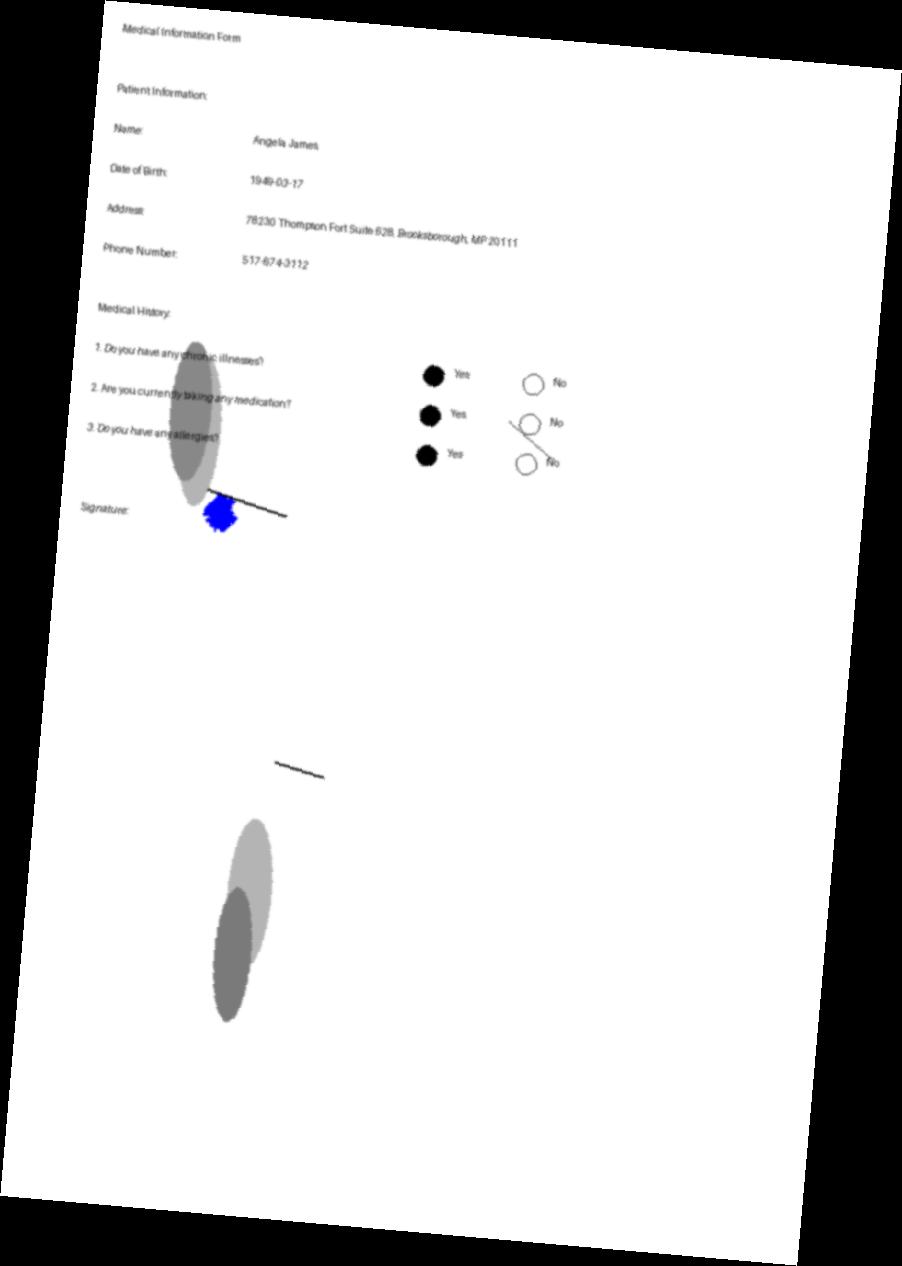 Medical Information Form
Patient Information:
Name: Angela James
Date of Birth: 1949-03-17
Address: 78230 Thompson Fort Suite 628, Brooksborough, MP 20111
Phone Number: 517-674-3112
Medical History:
1. Do you have any chronic illnesses? Yes No
2. Are you currently taking any medication? Yes No
3. Do you have any allergies? Yes No
Signature: